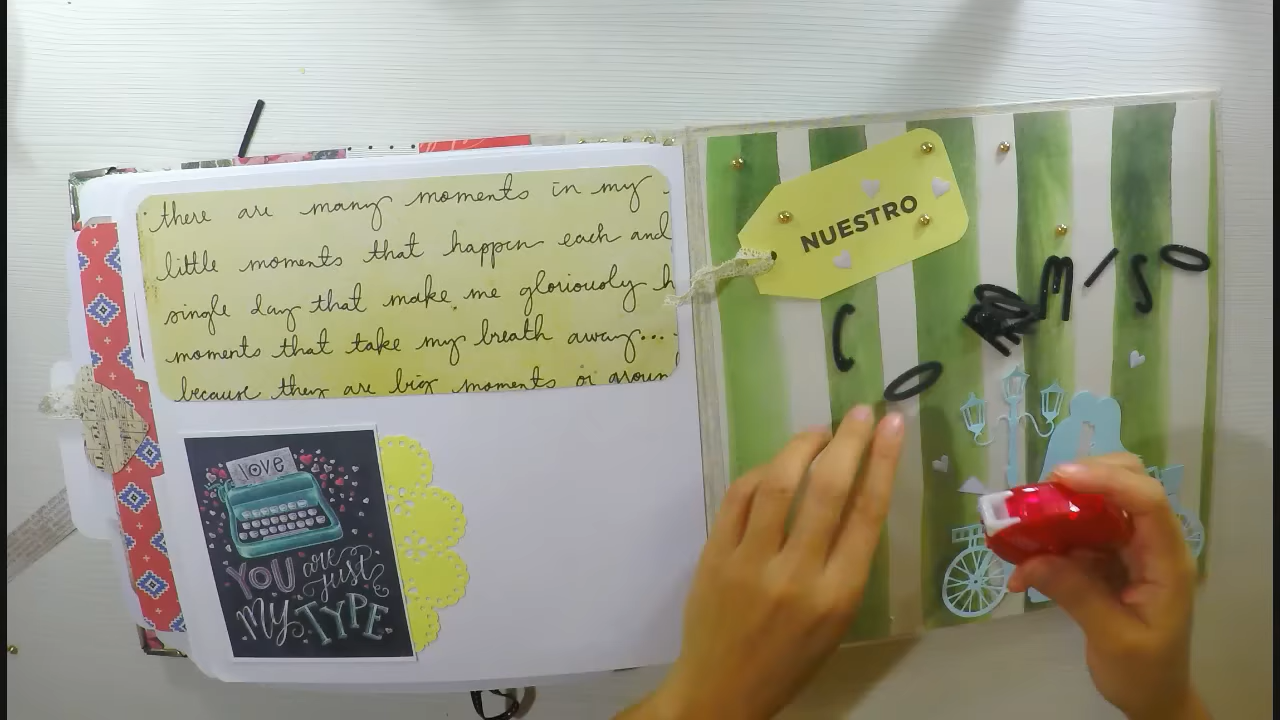 there are many moments in my
little moments that happen each and
single day that make me gloriously h
moments that take my breath away...
because they are big moments or aroun
love
YOU are
just
My TYPE
NUESTRO
C O M I S O